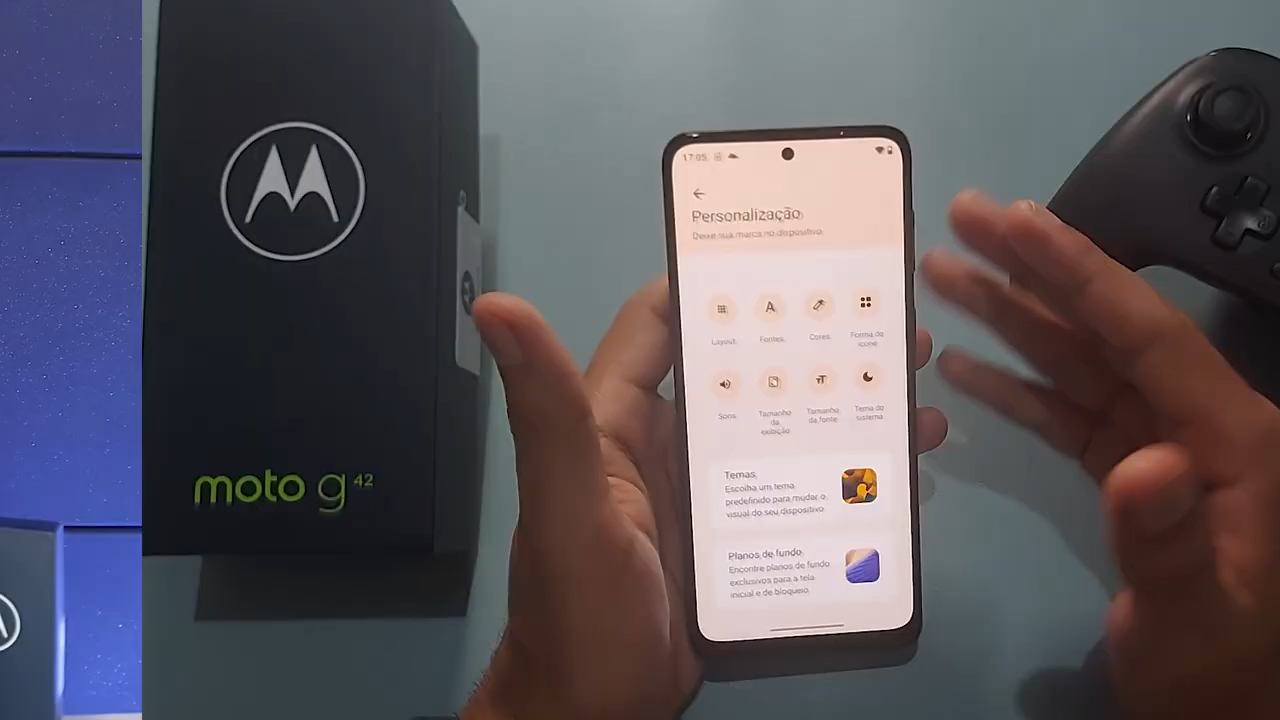 moto g 42
17:05
Personalização
Deixe sua marca no dispositivo.
Layout
Fontes
Cores
Forma do
ícone
Sons
Tamanho
da
exibição
Tamanho
da fonte
Tema do
sistema
Temas
Escolha um tema
predefinido para mudar o
visual do seu dispositivo.
Planos de fundo
Encontre planos de fundo
exclusivos para a tela
inicial e de bloqueio.